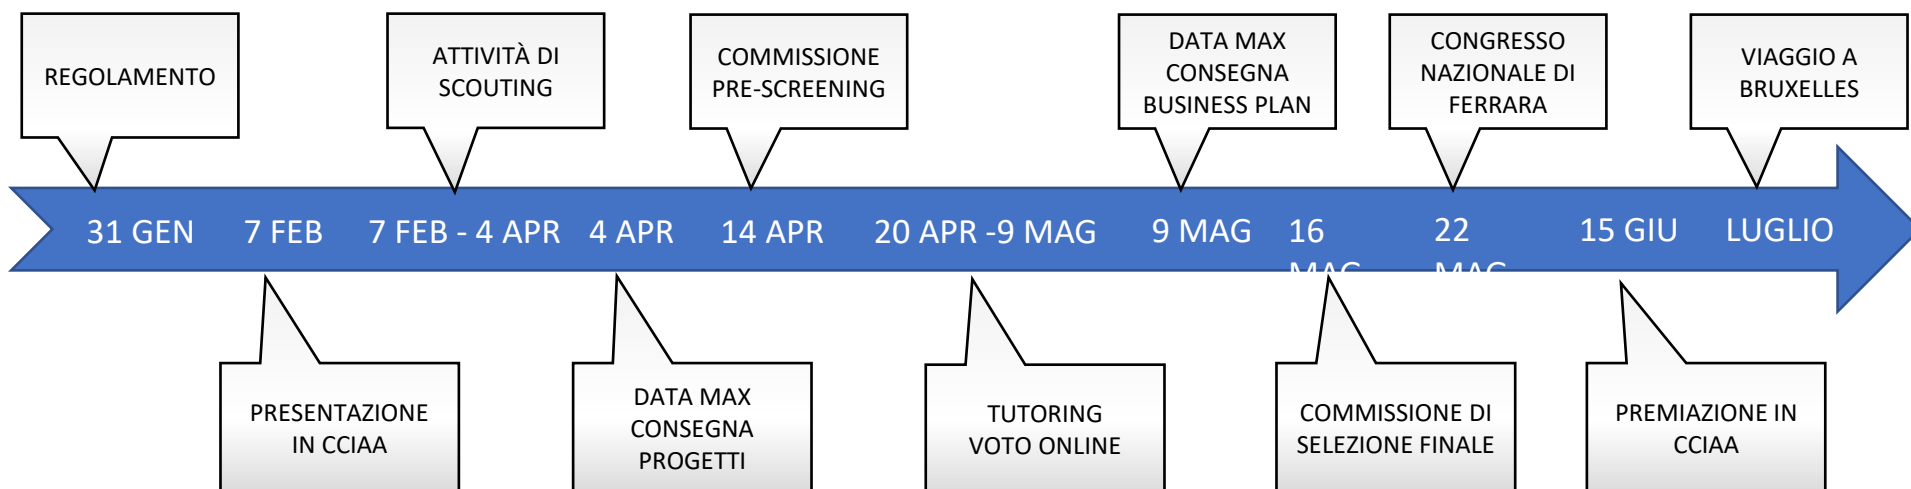 REGOLAMENTO
ATTIVITÀ DI
SCOUTING
COMMISSIONE
PRE-SCREENING
DATA MAX
CONSEGNA
BUSINESS PLAN
CONGRESSO
NAZIONALE DI
FERRARA
VIAGGIO A
BRUXELLES
31 GEN
7 FEB
7 FEB - 4 APR
4 APR
14 APR
20 APR -9 MAG
9 MAG
16
MAG
22
MAG
15 GIU
LUGLIO
PRESENTAZIONE
IN CCIAA
DATA MAX
CONSEGNA
PROGETTI
TUTORING
VOTO ONLINE
COMMISSIONE DI
SELEZIONE FINALE
PREMIAZIONE IN
CCIAA